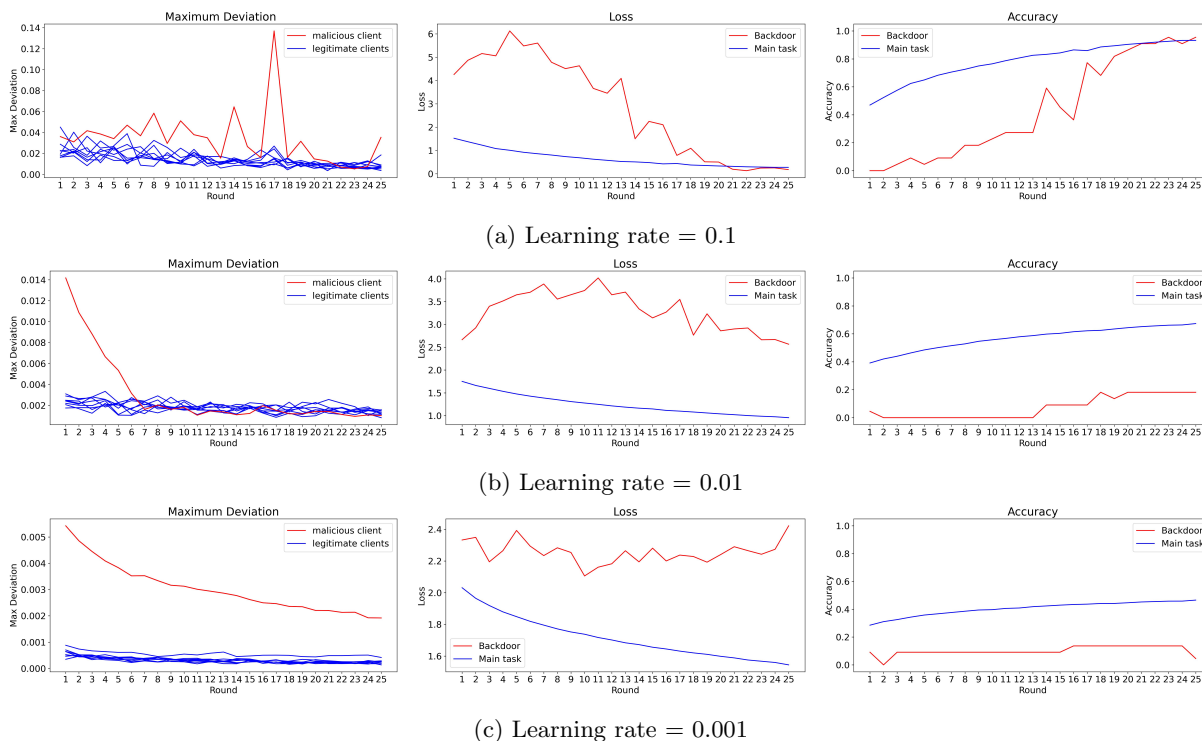 Maximum Deviation
Max Deviation
0.14
0.12
0.10
0.08
0.06
0.04
0.02
0.00
malicious client
legitimate clients
1 2 3 4 5 6 7 8 9 10 11 12 13 14 15 16 17 18 19 20 21 22 23 24 25
Round
Loss
Loss
6
5
4
3
2
1
0
Backdoor
Main task
1 2 3 4 5 6 7 8 9 10 11 12 13 14 15 16 17 18 19 20 21 22 23 24 25
Round
Accuracy
Accuracy
1.0
0.8
0.6
0.4
0.2
0.0
Backdoor
Main task
1 2 3 4 5 6 7 8 9 10 11 12 13 14 15 16 17 18 19 20 21 22 23 24 25
Round
(a) Learning rate = 0.1
Maximum Deviation
Max Deviation
0.014
0.012
0.010
0.008
0.006
0.004
0.002
malicious client
legitimate clients
1 2 3 4 5 6 7 8 9 10 11 12 13 14 15 16 17 18 19 20 21 22 23 24 25
Round
Loss
Loss
4.0
3.5
3.0
2.5
2.0
1.5
1.0
Backdoor
Main task
1 2 3 4 5 6 7 8 9 10 11 12 13 14 15 16 17 18 19 20 21 22 23 24 25
Round
Accuracy
Accuracy
1.0
0.8
0.6
0.4
0.2
0.0
Backdoor
Main task
1 2 3 4 5 6 7 8 9 10 11 12 13 14 15 16 17 18 19 20 21 22 23 24 25
Round
(b) Learning rate = 0.01
Maximum Deviation
Max Deviation
0.005
0.004
0.003
0.002
0.001
0.000
malicious client
legitimate clients
1 2 3 4 5 6 7 8 9 10 11 12 13 14 15 16 17 18 19 20 21 22 23 24 25
Round
Loss
Loss
2.4
2.2
2.0
1.8
1.6
Backdoor
Main task
1 2 3 4 5 6 7 8 9 10 11 12 13 14 15 16 17 18 19 20 21 22 23 24 25
Round
Accuracy
Accuracy
1.0
0.8
0.6
0.4
0.2
0.0
Backdoor
Main task
1 2 3 4 5 6 7 8 9 10 11 12 13 14 15 16 17 18 19 20 21 22 23 24 25
Round
(c) Learning rate = 0.001